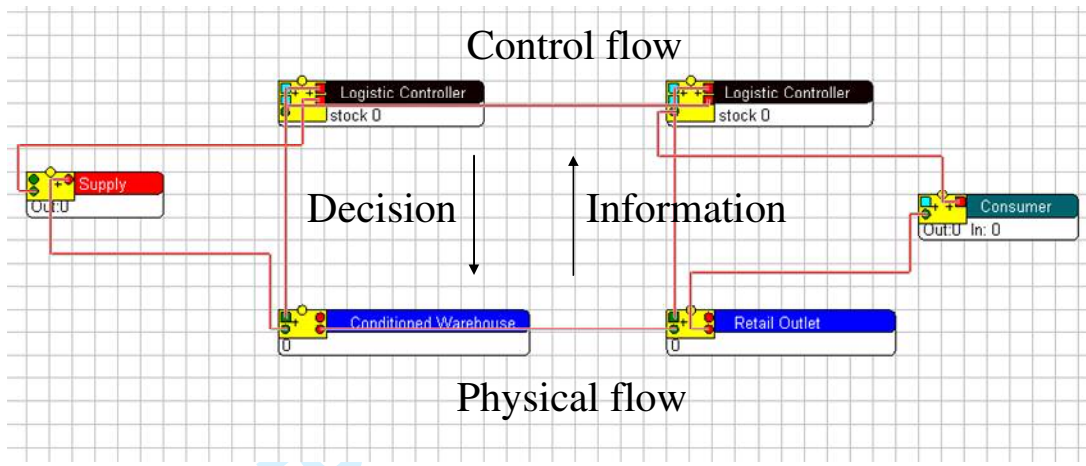 Control flow
Logistic Controller
stock 0
Logistic Controller
stock 0
Supply
Out:0
Decision
Information
Consumer
Out:0 In: 0
Conditioned Warehouse
0
Retail Outlet
0
Physical flow